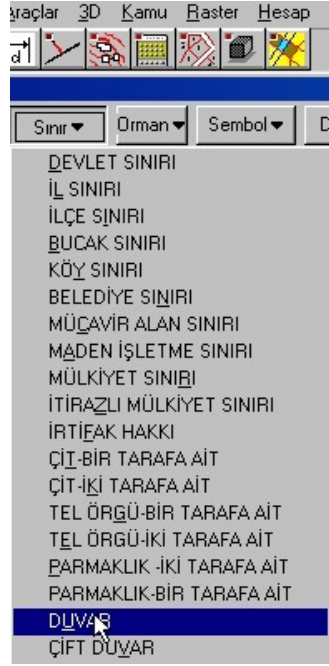 Araçlar 3D Kamu Raster Hesap
d
Sınır Orman Sembol D
DEVLET SINIRI
İL SINIRI
İLÇE SINIRI
BUCAK SINIRI
KÖY SINIRI
BELEDİYE SINIRI
MÜCAVİR ALAN SINIRI
MADEN İŞLETME SINIRI
MÜLKİYET SINIRI
İTİRAZLI MÜLKİYET SINIRI
İRTİFAK HAKKI
ÇİT-BİR TARAFA AİT
ÇİT-İKİ TARAFA AİT
TEL ÖRGÜ-BİR TARAFA AİT
TEL ÖRGÜ-İKİ TARAFA AİT
PARMAKLIK -İKİ TARAFA AİT
PARMAKLIK-BİR TARAFA AİT
DUVAR
ÇİFT DUVAR